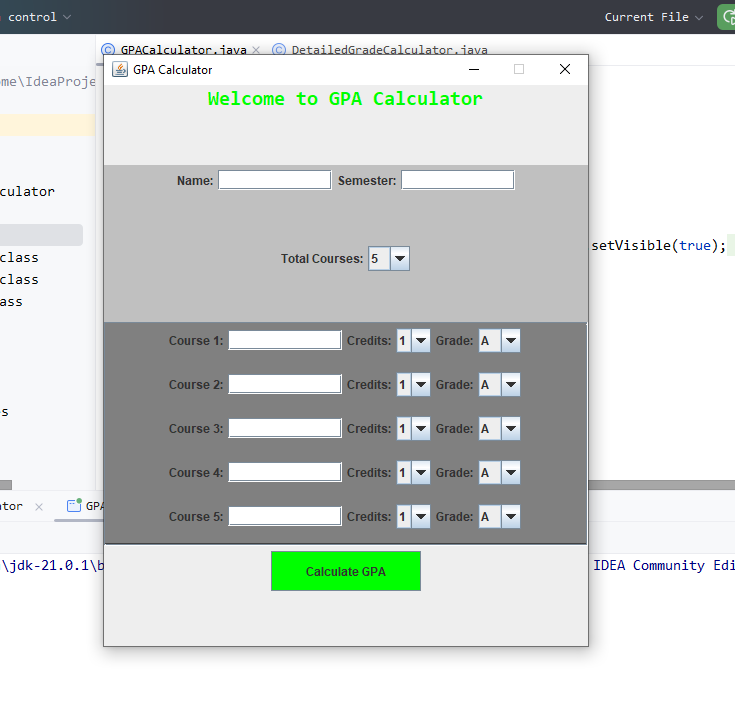 control
Current File
GPACalculator.java
DetailedGradeCalculator.java
GPA Calculator
ome\IdeaProje
Welcome to GPA Calculator
Name:
Semester:
culator
setVisible(true);
Total Courses: 5
class
class
ass
Course 1: Credits: 1 Grade: A
Course 2: Credits: 1 Grade: A
s
Course 3: Credits: 1 Grade: A
Course 4: Credits: 1 Grade: A
ator
GPA
Course 5: Credits: 1 Grade: A
\jdk-21.0.1\b
IDEA Community Edi
Calculate GPA